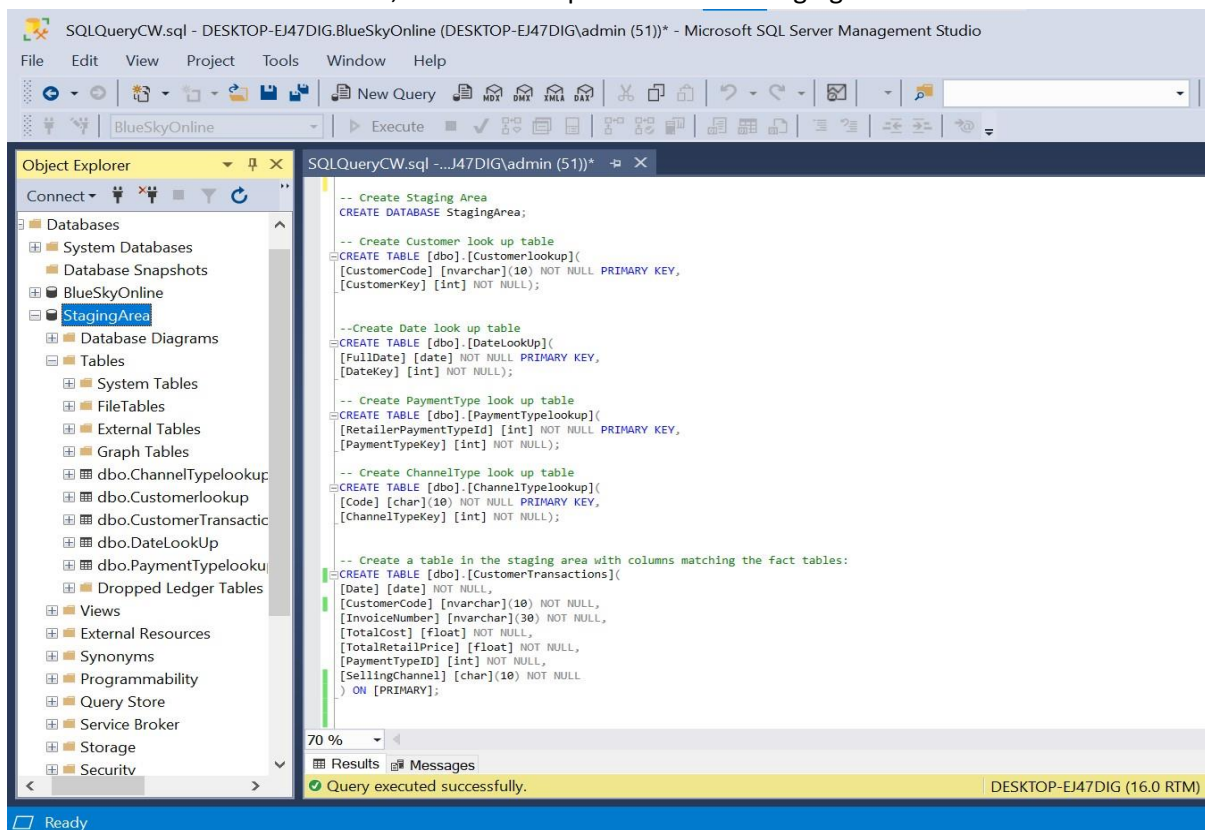 SQLQueryCW.sql - DESKTOP-EJ47DIG.BlueSkyOnline (DESKTOP-EJ47DIG\admin (51))* - Microsoft SQL Server Management Studio
File Edit View Project Tools Window Help
New Query MDX DMX XMLA DAX
BlueSkyOnline Execute
Object Explorer
SQLQueryCW.sql -...J47DIG\admin (51))*
Connect
Databases
System Databases
Database Snapshots
BlueSkyOnline
StagingArea
Database Diagrams
Tables
System Tables
FileTables
External Tables
Graph Tables
dbo.ChannelTypelookup
dbo.Customerlookup
dbo.CustomerTransactic
dbo.DateLookUp
dbo.PaymentTypelooku
Dropped Ledger Tables
Views
External Resources
Synonyms
Programmability
Query Store
Service Broker
Storage
Security
-- Create Staging Area
CREATE DATABASE StagingArea;
-- Create Customer look up table
CREATE TABLE [dbo].[Customerlookup](
[CustomerCode] [nvarchar](10) NOT NULL PRIMARY KEY,
[CustomerKey] [int] NOT NULL);
--Create Date look up table
CREATE TABLE [dbo].[DateLookUp](
[FullDate] [date] NOT NULL PRIMARY KEY,
[DateKey] [int] NOT NULL);
-- Create PaymentType look up table
CREATE TABLE [dbo].[PaymentTypelookup](
[RetailerPaymentTypeId] [int] NOT NULL PRIMARY KEY,
[PaymentTypeKey] [int] NOT NULL);
-- Create ChannelType look up table
CREATE TABLE [dbo].[ChannelTypelookup](
[Code] [char](10) NOT NULL PRIMARY KEY,
[ChannelTypeKey] [int] NOT NULL);
-- Create a table in the staging area with columns matching the fact tables:
CREATE TABLE [dbo].[CustomerTransactions](
[Date] [date] NOT NULL,
[CustomerCode] [nvarchar](10) NOT NULL,
[InvoiceNumber] [nvarchar](30) NOT NULL,
[TotalCost] [float] NOT NULL,
[TotalRetailPrice] [float] NOT NULL,
[PaymentTypeID] [int] NOT NULL,
[SellingChannel] [char](10) NOT NULL
) ON [PRIMARY];
70 %
Results Messages
Query executed successfully. DESKTOP-EJ47DIG (16.0 RTM)
Ready